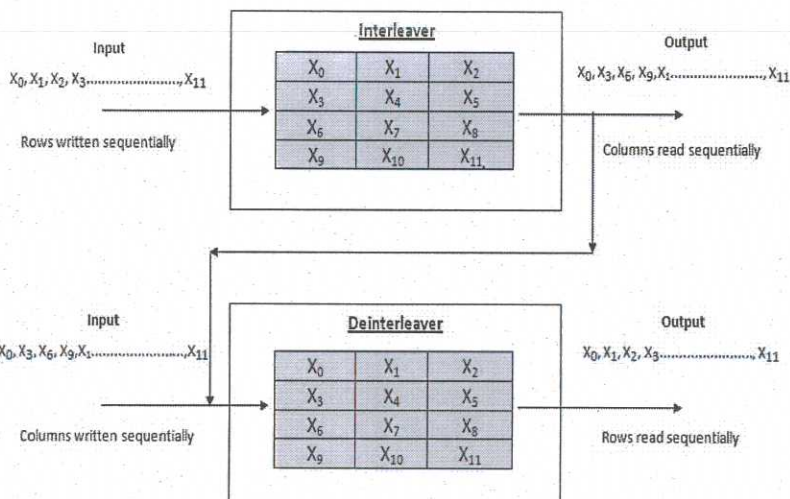 Interleaver
Input
X0,X1,X2,X3........................,X11
Rows written sequentially
X0 X1 X2
X3 X4 X5
X6 X7 X8
X9 X10 X11
Output
X0,X3,X6,X9,X1........................,X11
Columns read sequentially
Deinterleaver
Input
X0,X3,X6,X9,X1........................,X11
Columns written sequentially
X0 X1 X2
X3 X4 X5
X6 X7 X8
X9 X10 X11
Output
X0,X1,X2,X3........................,X11
Rows read sequentially